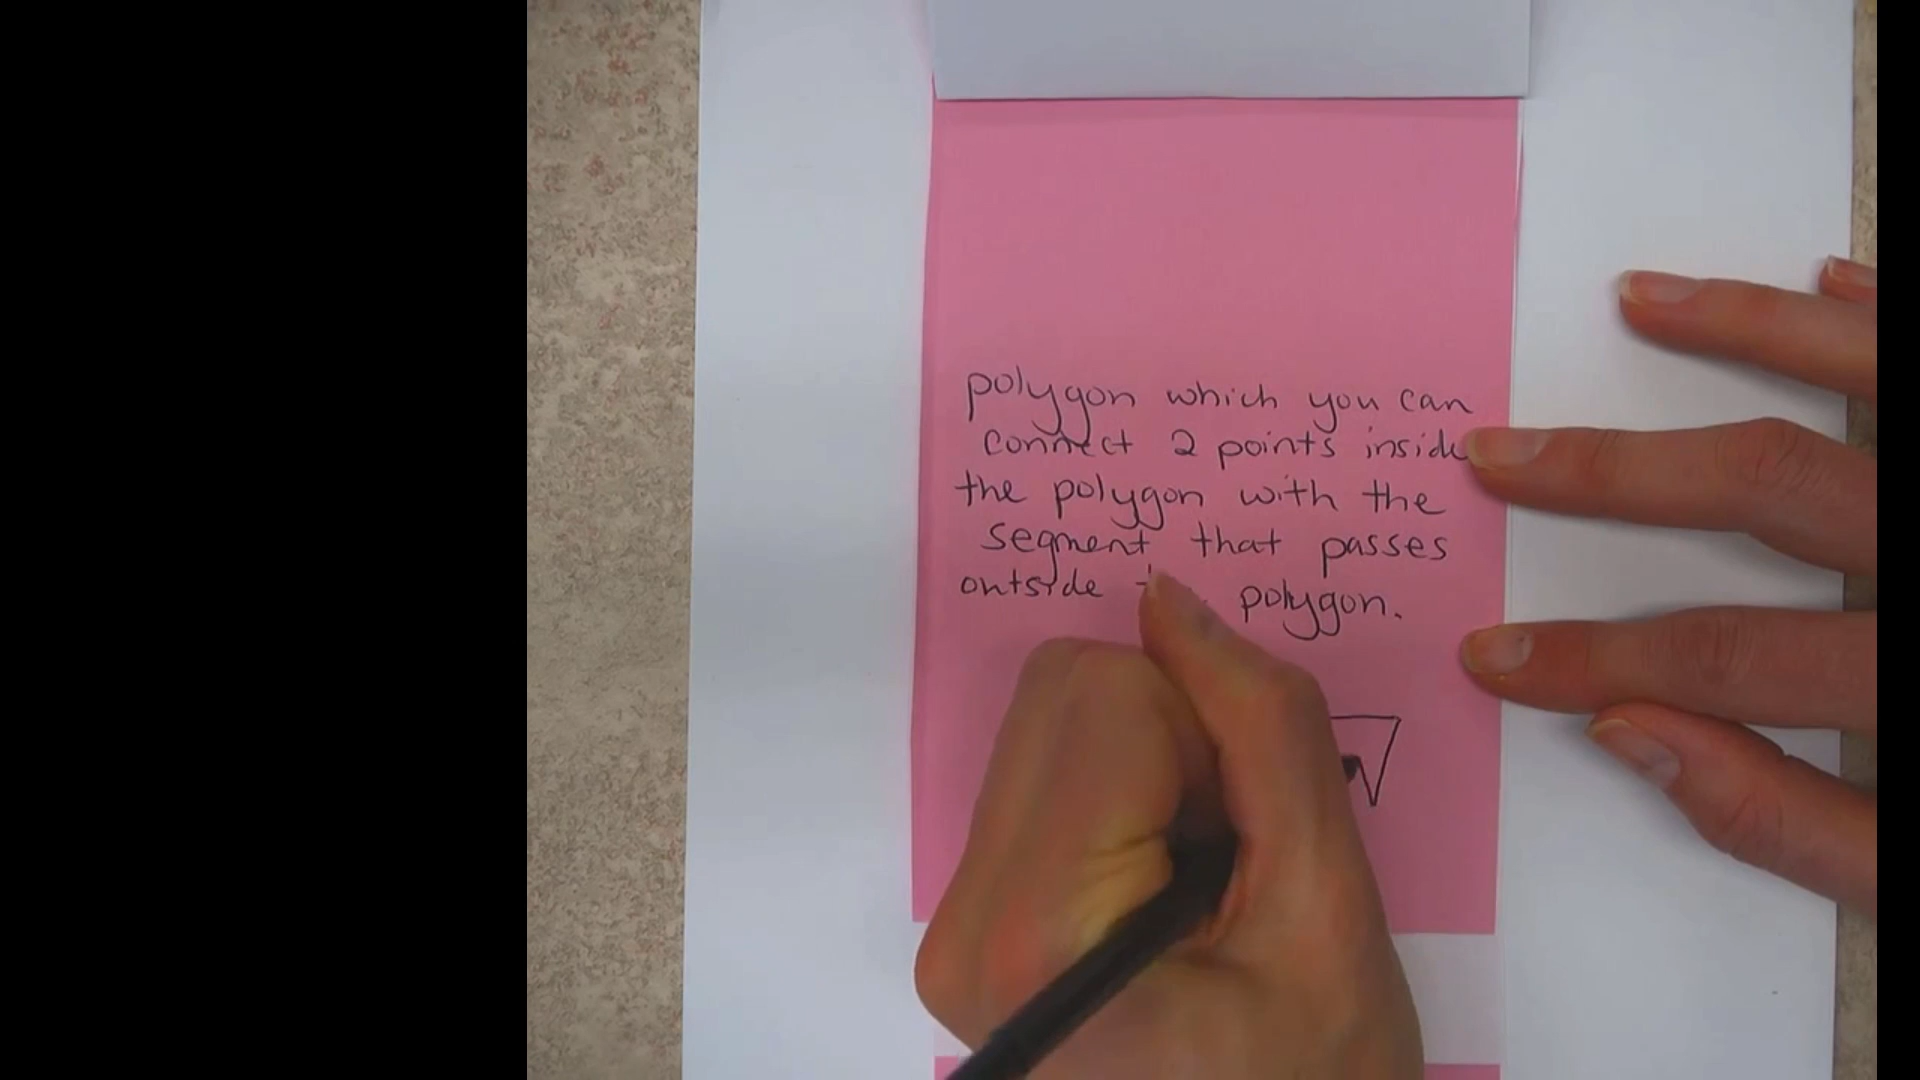 polygon which you can
connect 2 points inside
the polygon with the
segment that passes
outside polygon.